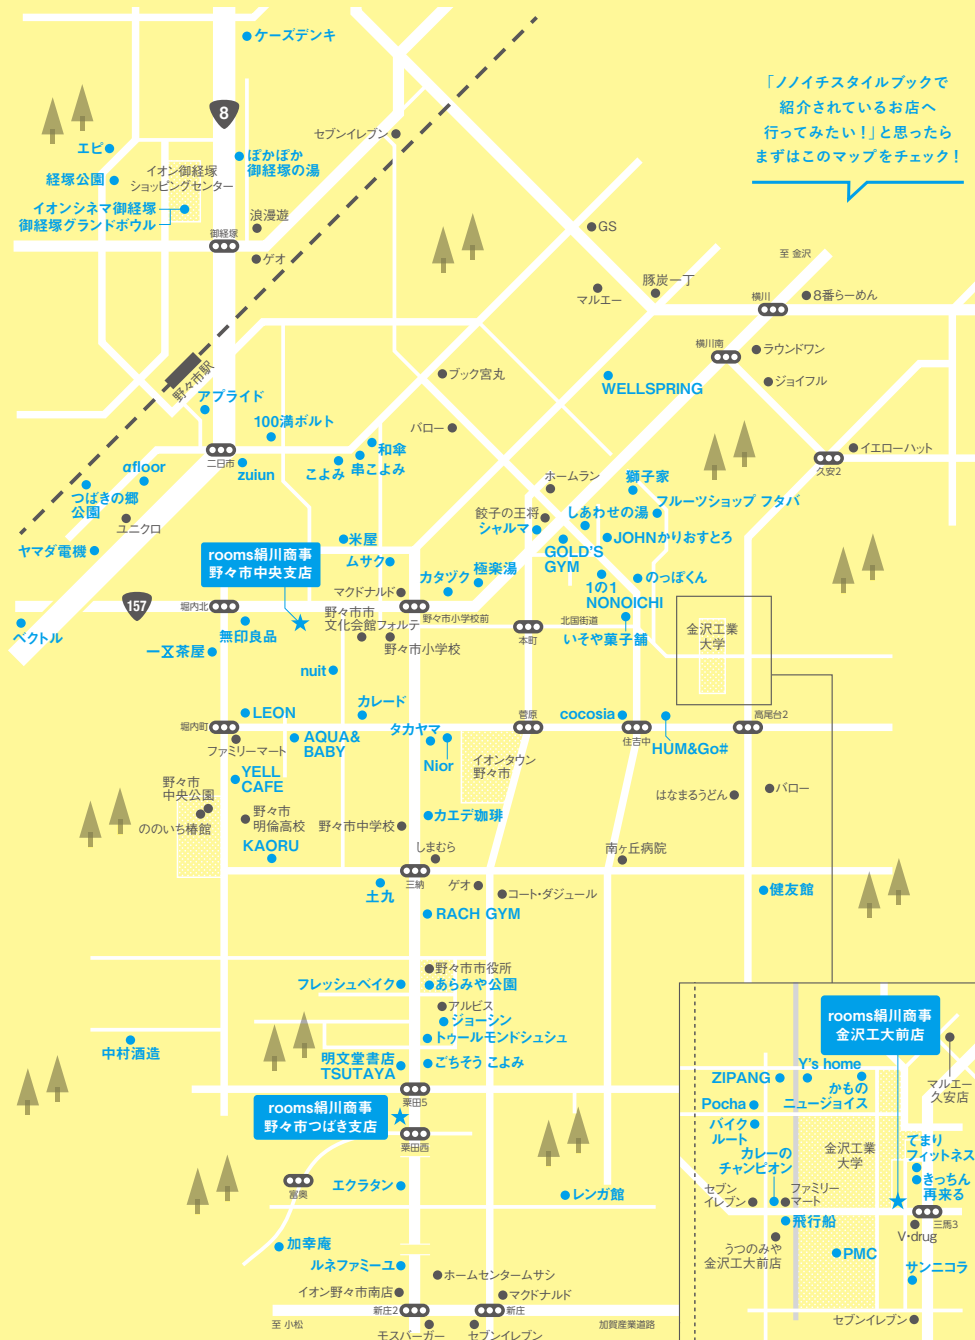 ケーズデンキ
「ノノイチスタイルブックで
紹介されているお店へ
行ってみたい！」と思ったら
まずはこのマップをチェック！
8
セブンイレブン
エピ
ぽかぽか
御経塚の湯
イオン御経塚
ショッピングセンター
経塚公園
イオンシネマ御経塚
御経塚グランドボウル
浪漫遊
御経塚
ゲオ
GS
至 金沢
豚炭一丁
マルエー
横川
8番らーめん
横川南
ラウンドワン
ジョイフル
野々市駅
ブック宮丸
WELLSPRING
アプライド
100満ボルト
バロー
和傘
串こよみ
こよみ
イエローハット
久安2
二日市
zuiun
αfloor
つばきの郷
公園
ユニクロ
ホームラン
獅子家
フルーツショップ フタバ
餃子の王将
しあわせの湯
シャルマ
JOHNかりおすとろ
GOLD'S
GYM
ヤマダ電機
rooms絹川商事
野々市中央支店
米屋
ムサク
カタヅク
極楽湯
1の1
NONOICHI
のっぽくん
マクドナルド
157
堀内北
野々市市
文化会館フォルテ
野々市小学校前
北国街道
本町
いそや菓子舗
金沢工業
大学
ベクトル
無印良品
一又茶屋
野々市小学校
nuit
LEON
カレード
堀内町
ファミリーマート
AQUA&
BABY
タカヤマ
Nior
菅原
cocosia
住吉中
HUM&Go#
高尾台2
イオンタウン
野々市
YELL
CAFE
野々市
中央公園
ののいち椿館
野々市
明倫高校
野々市中学校
カエデ珈琲
はなまるうどん
バロー
KAORU
しまむら
南ヶ丘病院
三納
土九
ゲオ
コート・ダジュール
健友館
RACH GYM
野々市市役所
フレッシュベイク
あらみや公園
アルビス
ジョーシン
トゥールモンドシュシュ
中村酒造
明文堂書店
TSUTAYA
ごちそう こよみ
粟田5
rooms絹川商事
野々市つばき支店
粟田西
富奥
エクラタン
レンガ館
加幸庵
ルネファミーユ
ホームセンタームサシ
イオン野々市南店
マクドナルド
新庄2
新庄
至 小松
モスバーガー
セブンイレブン
加賀産業道路
rooms絹川商事
金沢工大前店
ZIPANG
Y's home
かもの
ニュージョイス
マルエー
久安店
Pocha
バイク
ルート
カレーの
チャンピオン
金沢工業
大学
てまり
フィットネス
きっちん
再来る
セブン
イレブン
ファミリー
マート
飛行船
三馬3
V・drug
うつのみや
金沢工大前店
PMC
サンニコラ
セブンイレブン